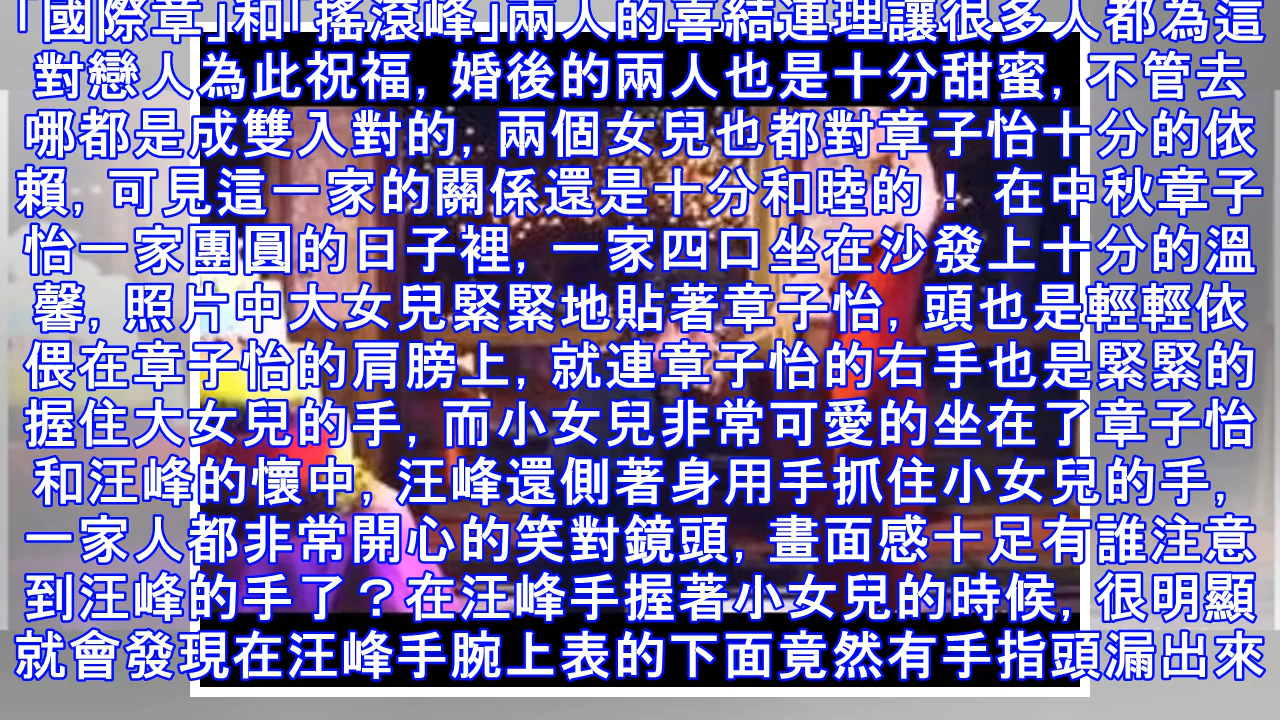 「國際章」和「搖滾峰」兩人的喜結連理讓很多人都為這
對戀人為此祝福, 婚後的兩人也是十分甜蜜, 不管去
哪都是成雙入對的, 兩個女兒也都對章子怡十分的依
賴, 可見這一家的關係還是十分和睦的！ 在中秋章子
怡一家團圓的日子裡, 一家四口坐在沙發上十分的溫
馨, 照片中大女兒緊緊地貼著章子怡, 頭也是輕輕依
偎在章子怡的肩膀上, 就連章子怡的右手也是緊緊的
握住大女兒的手, 而小女兒非常可愛的坐在了章子怡
和汪峰的懷中, 汪峰還側著身用手抓住小女兒的手,
一家人都非常開心的笑對鏡頭, 畫面感十足有誰注意
到汪峰的手了？在汪峰手握著小女兒的時候, 很明顯
就會發現在汪峰手腕上表的下面竟然有手指頭漏出來